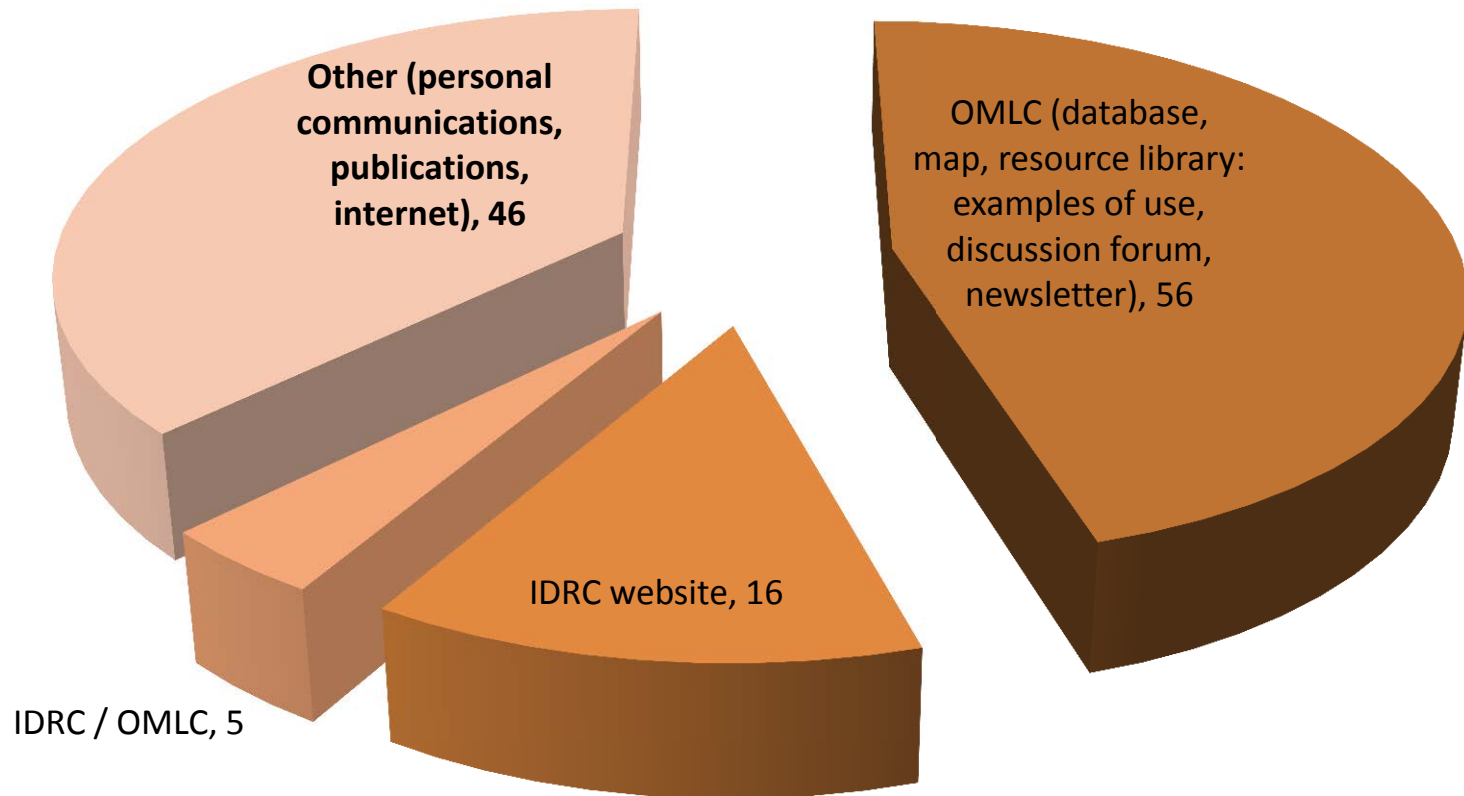 Other (personal
communications,
publications,
internet), 46
OMLC (database,
map, resource library:
examples of use,
discussion forum,
newsletter), 56
IDRC website, 16
IDRC / OMLC, 5